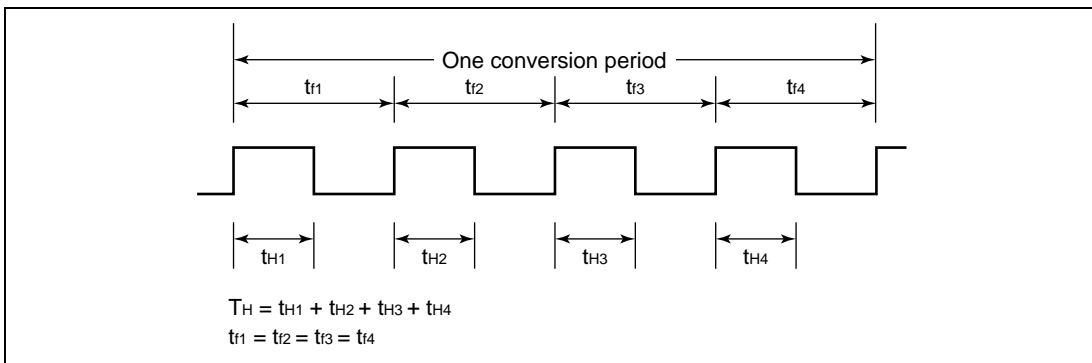 One conversion period
tf1 tf2 tf3 tf4
tH1 tH2 tH3 tH4
TH = tH1 + tH2 + tH3 + tH4
tf1 = tf2 = tf3 = tf4